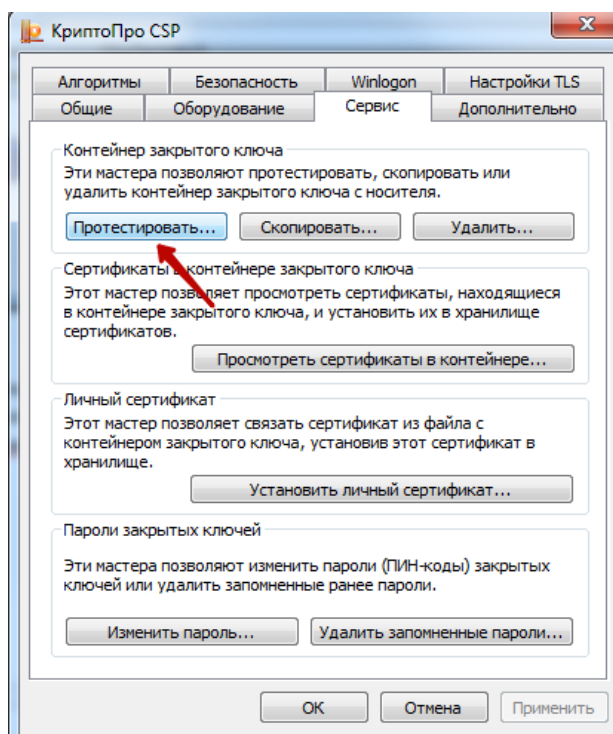 КриптоПро CSP
Алгоритмы Безопасность Winlogon Настройки TLS
Общие Оборудование Сервис Дополнительно
Контейнер закрытого ключа
Эти мастера позволяют протестировать, скопировать или
удалить контейнер закрытого ключа с носителя.
Протестировать... Скопировать... Удалить...
Сертификаты в контейнере закрытого ключа
Этот мастер позволяет просмотреть сертификаты, находящиеся
в контейнере закрытого ключа, и установить их в хранилище
сертификатов.
Просмотреть сертификаты в контейнере...
Личный сертификат
Этот мастер позволяет связать сертификат из файла с
контейнером закрытого ключа, установив этот сертификат в
хранилище.
Установить личный сертификат...
Пароли закрытых ключей
Эти мастера позволяют изменить пароли (ПИН-коды) закрытых
ключей или удалить запомненные ранее пароли.
Изменить пароль... Удалить запомненные пароли...
ОК Отмена Применить